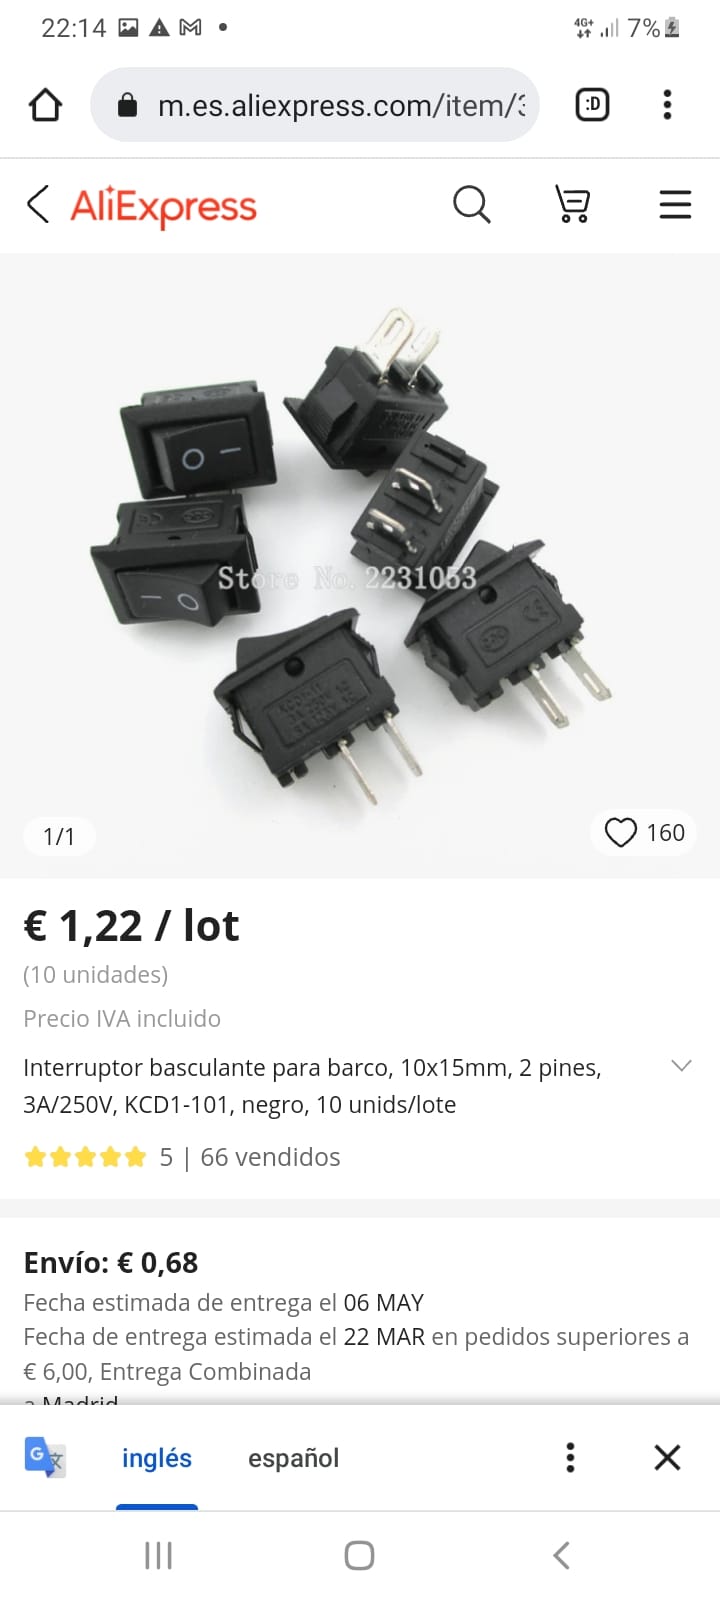 22:14
4G+
7%
:D
m.es.aliexpress.com/item/3
AliExpress
Store No. 2231053
1/1
160
€ 1,22 / lot
(10 unidades)
Precio IVA incluido
Interruptor basculante para barco, 10x15mm, 2 pines,
3A/250V, KCD1-101, negro, 10 unids/lote
5 | 66 vendidos
Envío: € 0,68
Fecha estimada de entrega el 06 MAY
Fecha de entrega estimada el 22 MAR en pedidos superiores a
€ 6,00, Entrega Combinada
a Madrid
G
inglés
español